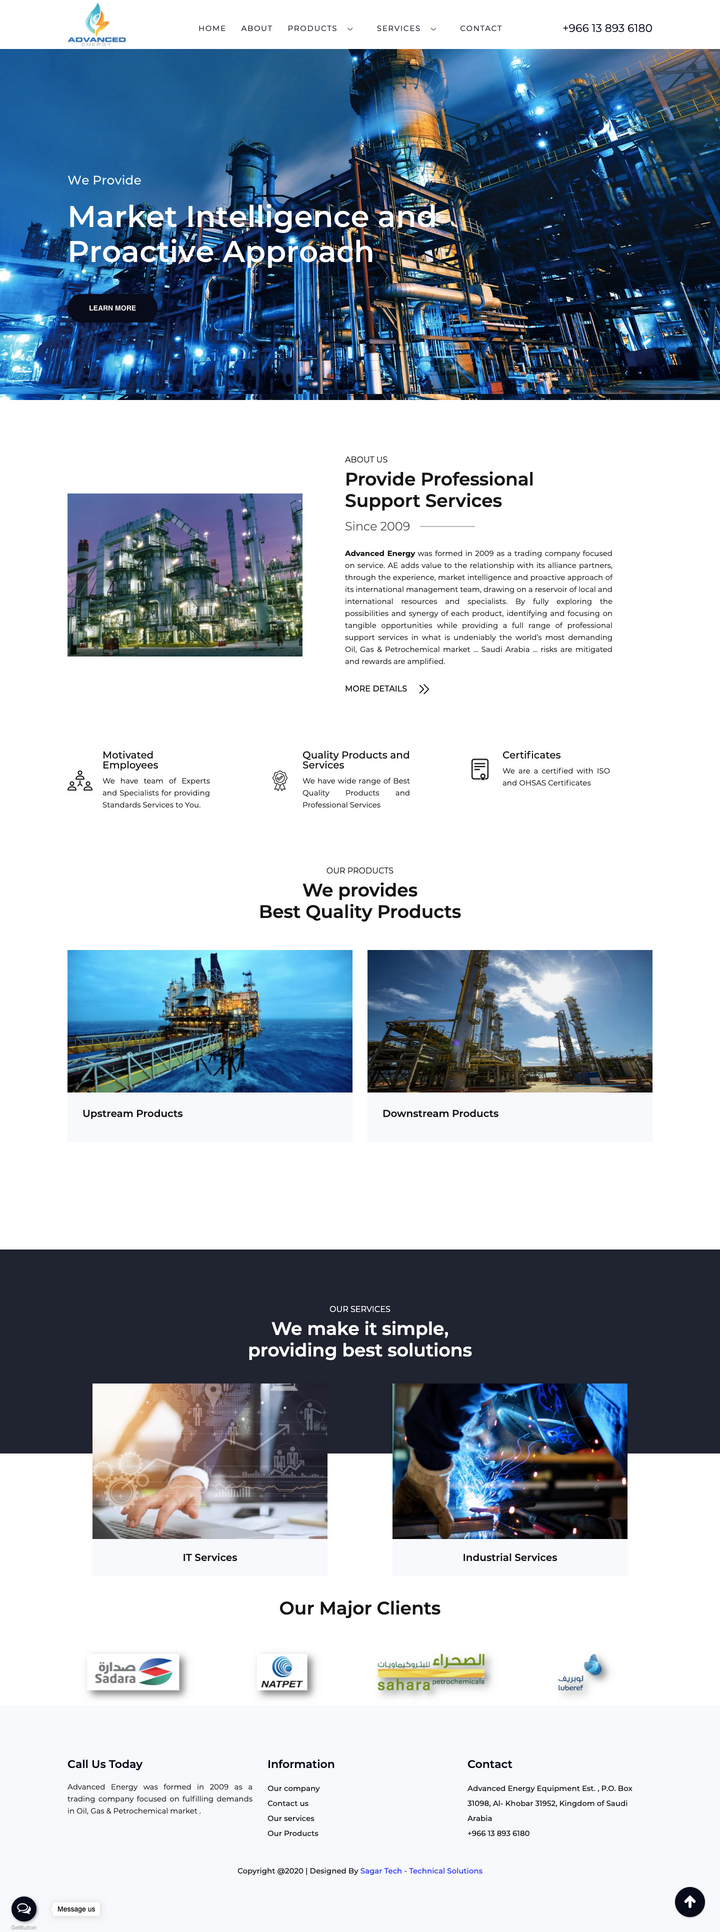 ADVANCED
ENERGY
HOME ABOUT PRODUCTS SERVICES CONTACT +966 13 893 6180
We Provide
Market Intelligence and
Proactive Approach
LEARN MORE
ABOUT US
Provide Professional
Support Services
Since 2009
Advanced Energy was formed in 2009 as a trading company focused
on service. AE adds value to the relationship with its alliance partners,
through the experience, market intelligence and proactive approach of
its international management team, drawing on a reservoir of local and
international resources and specialists. By fully exploring the
possibilities and synergy of each product, identifying and focusing on
tangible opportunities while providing a full range of professional
support services in what is undeniably the world's most demanding
Oil, Gas & Petrochemical market ... Saudi Arabia ... risks are mitigated
and rewards are amplified.
MORE DETAILS
Motivated
Employees
We have team of Experts
and Specialists for providing
Standards Services to You.
Quality Products and
Services
We have wide range of Best
Quality Products and
Professional Services
Certificates
We are a certified with ISO
and OHSAS Certificates
OUR PRODUCTS
We provides
Best Quality Products
Upstream Products
Downstream Products
OUR SERVICES
We make it simple,
providing best solutions
IT Services
Industrial Services
Our Major Clients
صدارة
Sadara
NATPET
الصحراء للبتروكيماويات
sahara petrochemicals
لوبريف
luberef
Call Us Today
Advanced Energy was formed in 2009 as a
trading company focused on fulfilling demands
in Oil, Gas & Petrochemical market .
Information
Our company
Contact us
Our services
Our Products
Contact
Advanced Energy Equipment Est. , P.O. Box
31098, Al- Khobar 31952, Kingdom of Saudi
Arabia
+966 13 893 6180
Copyright @2020 | Designed By Sagar Tech - Technical Solutions
Message us
GetButton